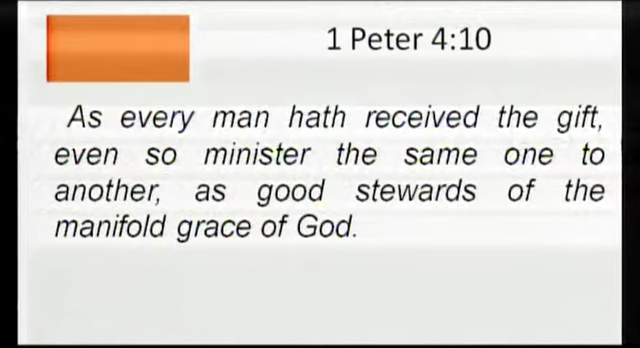 1 Peter 4:10
As every man hath received the gift,
even so minister the same one to
another, as good stewards of the
manifold grace of God.